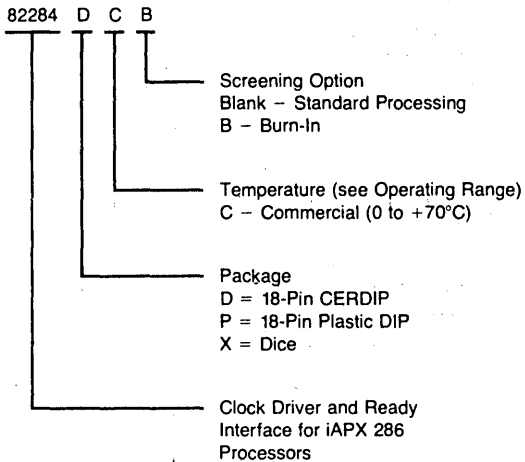 82284 D C B
Screening Option
Blank – Standard Processing
B – Burn-In
Temperature (see Operating Range)
C – Commercial (0 to +70°C)
Package
D = 18-Pin CERDIP
P = 18-Pin Plastic DIP
X = Dice
Clock Driver and Ready
Interface for iAPX 286
Processors